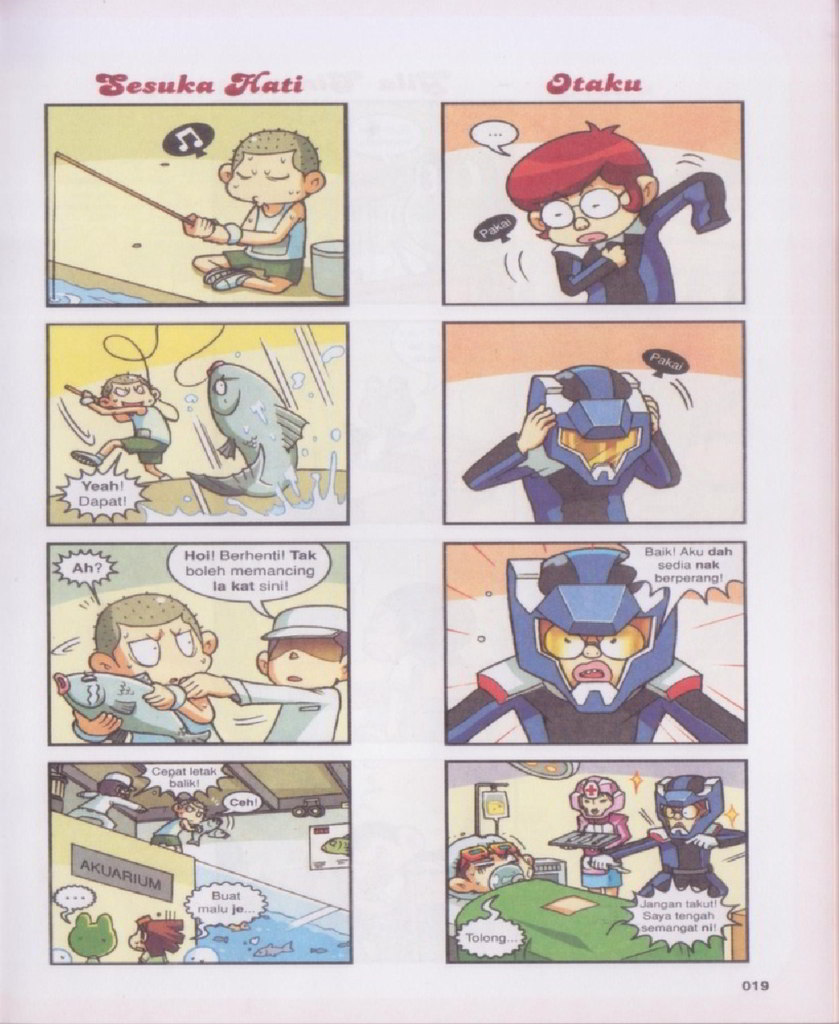 Sesuka Hati
Yeah!
Dapat!
Ah?
Hoi! Berhenti! Tak
boleh memancing
la kat sini!
Cepat letak
balik!
Ceh!
AKUARIUM
...
Buat
malu je...
Otaku
...
Pakai
Pakai
Baik! Aku dah
sedia nak
berperang!
Tolong...
Jangan takut!
Saya tengah
semangat ni!
019